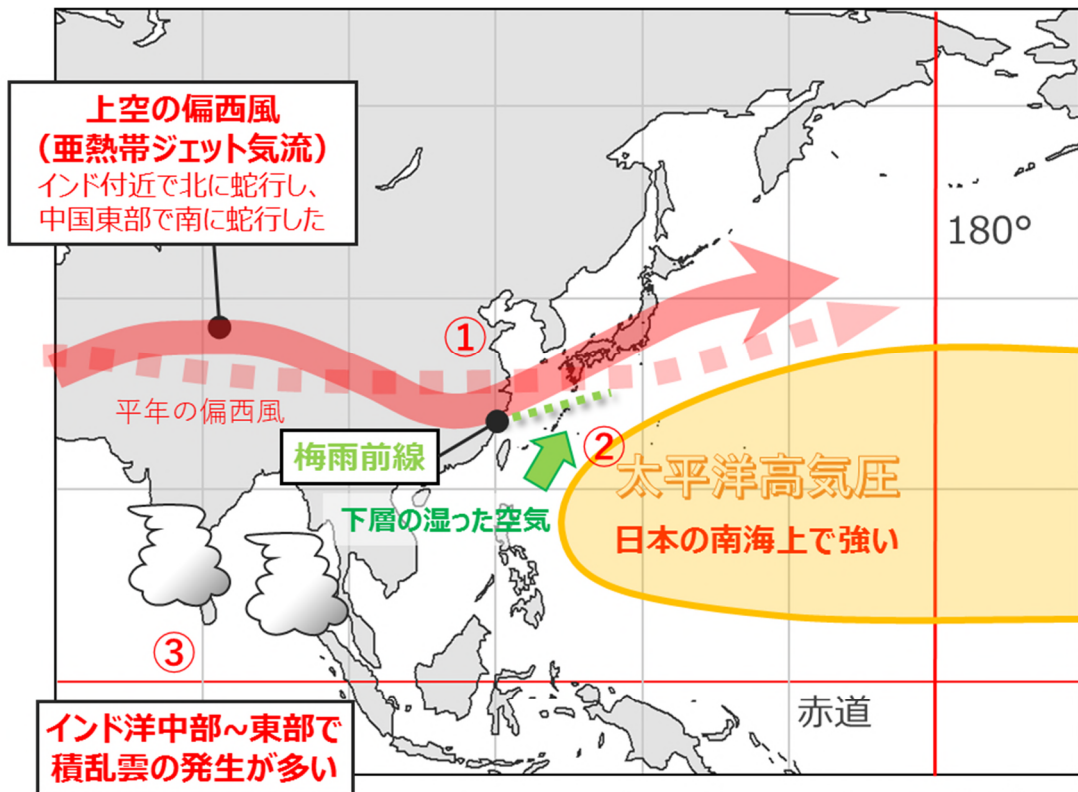 上空の偏西風
（亜熱帯ジェット気流）
インド付近で北に蛇行し、
中国東部で南に蛇行した
180°
①
平年の偏西風
梅雨前線
②
太平洋高気圧
下層の湿った空気
日本の南海上で強い
③
赤道
インド洋中部~東部で
積乱雲の発生が多い